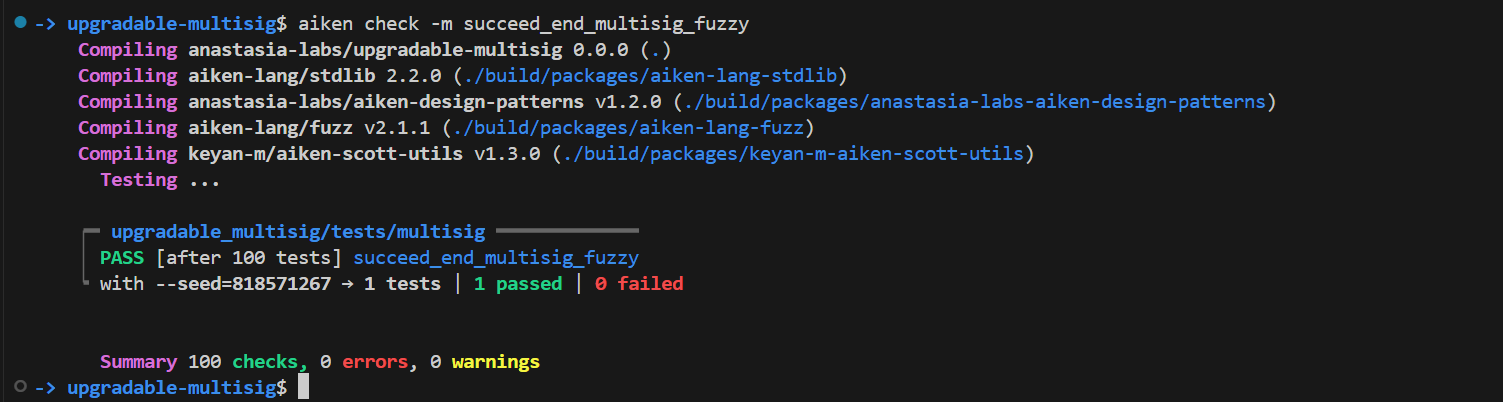 -> upgradable-multisig$ aiken check -m succeed_end_multisig_fuzzy
Compiling anastasia-labs/upgradable-multisig 0.0.0 (.)
Compiling aiken-lang/stdlib 2.2.0 (./build/packages/aiken-lang-stdlib)
Compiling anastasia-labs/aiken-design-patterns v1.2.0 (./build/packages/anastasia-labs-aiken-design-patterns)
Compiling aiken-lang/fuzz v2.1.1 (./build/packages/aiken-lang-fuzz)
Compiling keyan-m/aiken-scott-utils v1.3.0 (./build/packages/keyan-m-aiken-scott-utils)
Testing ...
upgradable_multisig/tests/multisig
PASS [after 100 tests] succeed_end_multisig_fuzzy
with --seed=818571267 → 1 tests | 1 passed | 0 failed
Summary 100 checks, 0 errors, 0 warnings
-> upgradable-multisig$